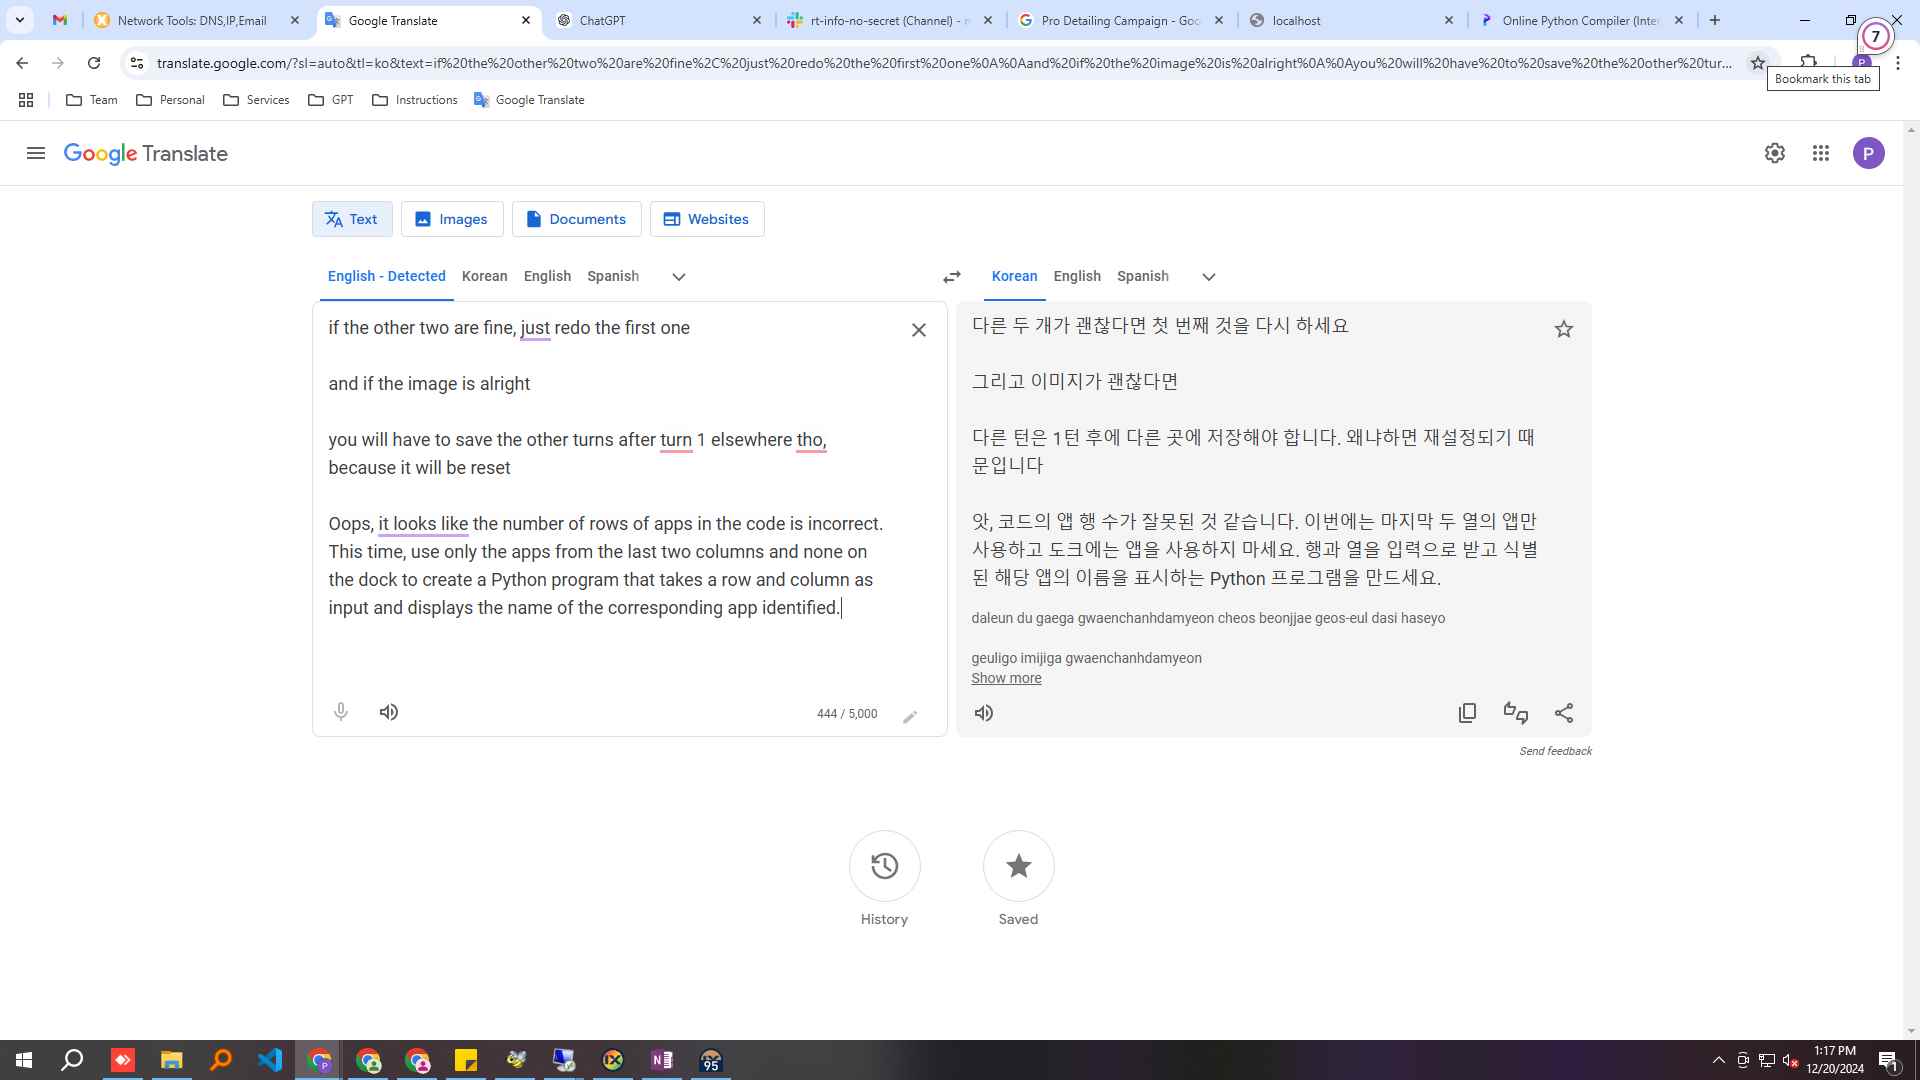 Network Tools: DNS,IP,Email
Google Translate
ChatGPT
rt-info-no-secret (Channel) -
Pro Detailing Campaign - Goo
localhost
Online Python Compiler (Inter
7
translate.google.com/?sl=auto&tl=ko&text=if%20the%20other%20two%20are%20fine%2C%20just%20redo%20the%20first%20one%0A%0Aand%20if%20the%20image%20is%20alright%0A%0Ayou%20will%20have%20to%20save%20the%20other%20tur...
P
Bookmark this tab
Team
Personal
Services
GPT
Instructions
Google Translate
Google Translate
P
Text
Images
Documents
Websites
English - Detected
Korean
English
Spanish
Korean
English
Spanish
if the other two are fine, just redo the first one
and if the image is alright
you will have to save the other turns after turn 1 elsewhere tho,
because it will be reset
Oops, it looks like the number of rows of apps in the code is incorrect.
This time, use only the apps from the last two columns and none on
the dock to create a Python program that takes a row and column as
input and displays the name of the corresponding app identified.
444 / 5,000
다른 두 개가 괜찮다면 첫 번째 것을 다시 하세요
그리고 이미지가 괜찮다면
다른 턴은 1턴 후에 다른 곳에 저장해야 합니다. 왜냐하면 재설정되기 때
문입니다
앗, 코드의 앱 행 수가 잘못된 것 같습니다. 이번에는 마지막 두 열의 앱만
사용하고 도크에는 앱을 사용하지 마세요. 행과 열을 입력으로 받고 식별
된 해당 앱의 이름을 표시하는 Python 프로그램을 만드세요.
daleun du gaega gwaenchanhdamyeon cheos beonjjae geos-eul dasi haseyo
geuligo imijiga gwaenchanhdamyeon
Show more
Send feedback
History
Saved
P
95
1:17 PM
12/20/2024
1